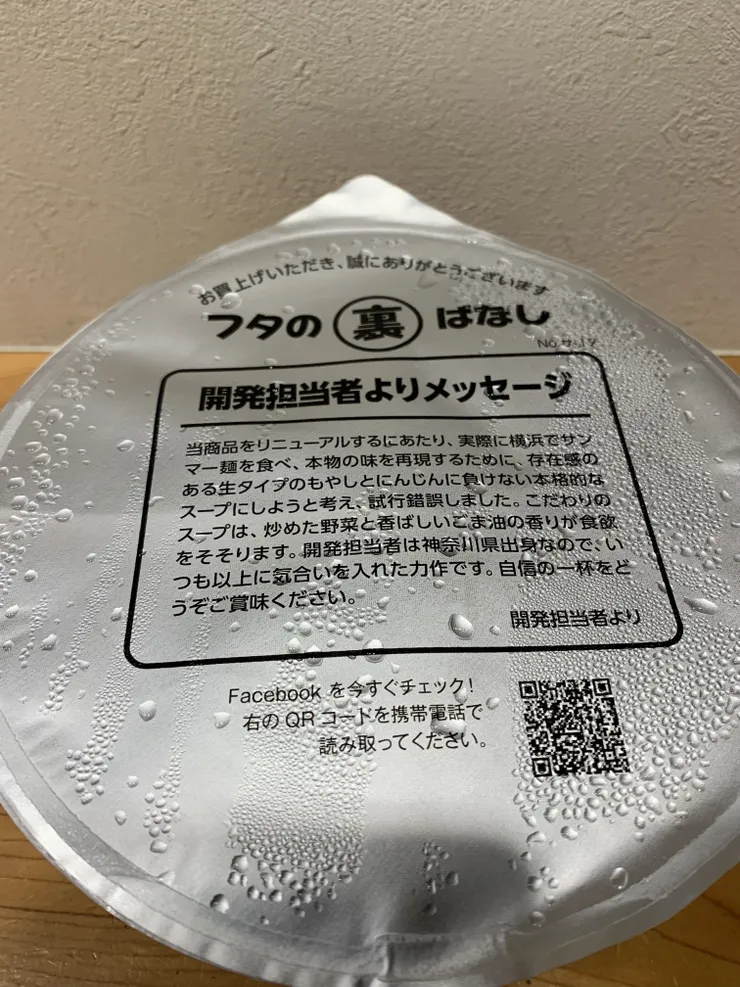 お買上げいただき、誠にありがとうございます
フタの裏ばなし
No.サ-17
開発担当者よりメッセージ
当商品をリニューアルするにあたり、実際に横浜でサン
マー麺を食べ、本物の味を再現するために、存在感の
ある生タイプのもやしとにんじんに負けない本格的な
スープにしようと考え、試行錯誤しました。こだわりの
スープは、炒めた野菜と香ばしいごま油の香りが食欲
をそそります。開発担当者は神奈川県出身なので、い
つも以上に気合いを入れた力作です。自信の一杯をど
うぞご賞味ください。
開発担当者より
Facebook を今すぐチェック!
右の QR コードを携帯電話で
読み取ってください。